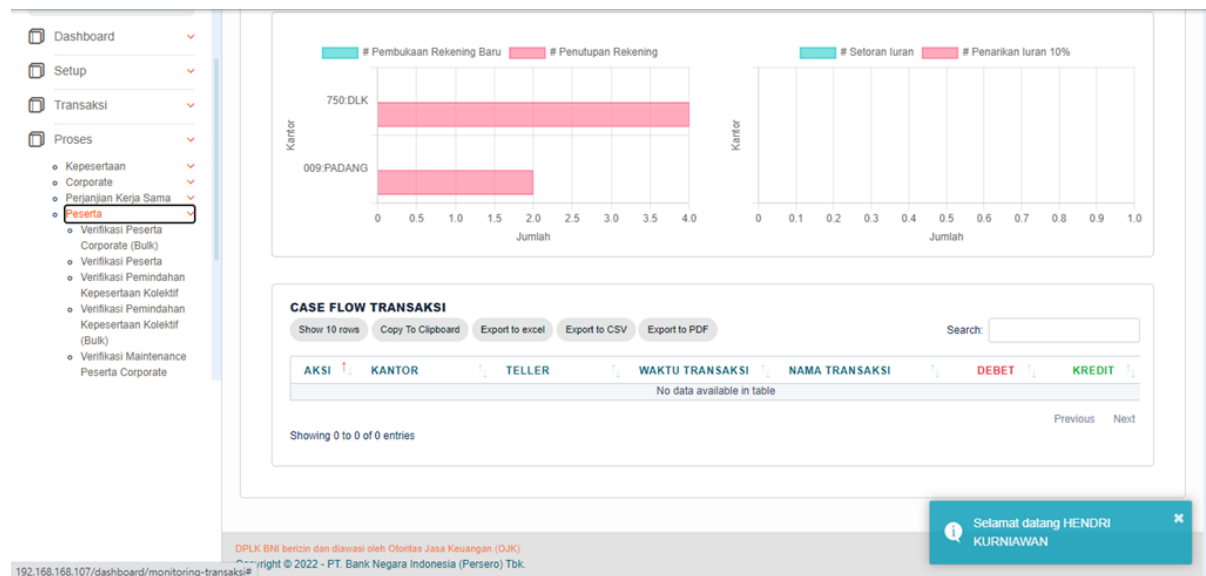 Dashboard
Setup
Transaksi
Proses
Kepesertaan
Corporate
Perjanjian Kerja Sama
Peserta
Verifikasi Peserta
Corporate (Bulk)
Verifikasi Peserta
Verifikasi Pemindahan
Kepesertaan Kolektif
Verifikasi Pemindahan
Kepesertaan Kolektif
(Bulk)
Verifikasi Maintenance
Peserta Corporate
# Pembukaan Rekening Baru # Penutupan Rekening
Kantor
750:DLK
009:PADANG
0 0.5 1.0 1.5 2.0 2.5 3.0 3.5 4.0
Jumlah
# Setoran Iuran # Penarikan Iuran 10%
Kantor
0 0.1 0.2 0.3 0.4 0.5 0.6 0.7 0.8 0.9 1.0
Jumlah
CASE FLOW TRANSAKSI
Show 10 rows Copy To Clipboard Export to excel Export to CSV Export to PDF Search:
AKSI KANTOR TELLER WAKTU TRANSAKSI NAMA TRANSAKSI DEBET KREDIT
No data available in table
Previous Next
Showing 0 to 0 of 0 entries
Selamat datang HENDRI
KURNIAWAN
DPLK BNI berizin dan diawasi oleh Otoritas Jasa Keuangan (OJK)
© 2022 - PT. Bank Negara Indonesia (Persero) Tbk.
192.168.168.107/dashboard/monitoring-transaksi#